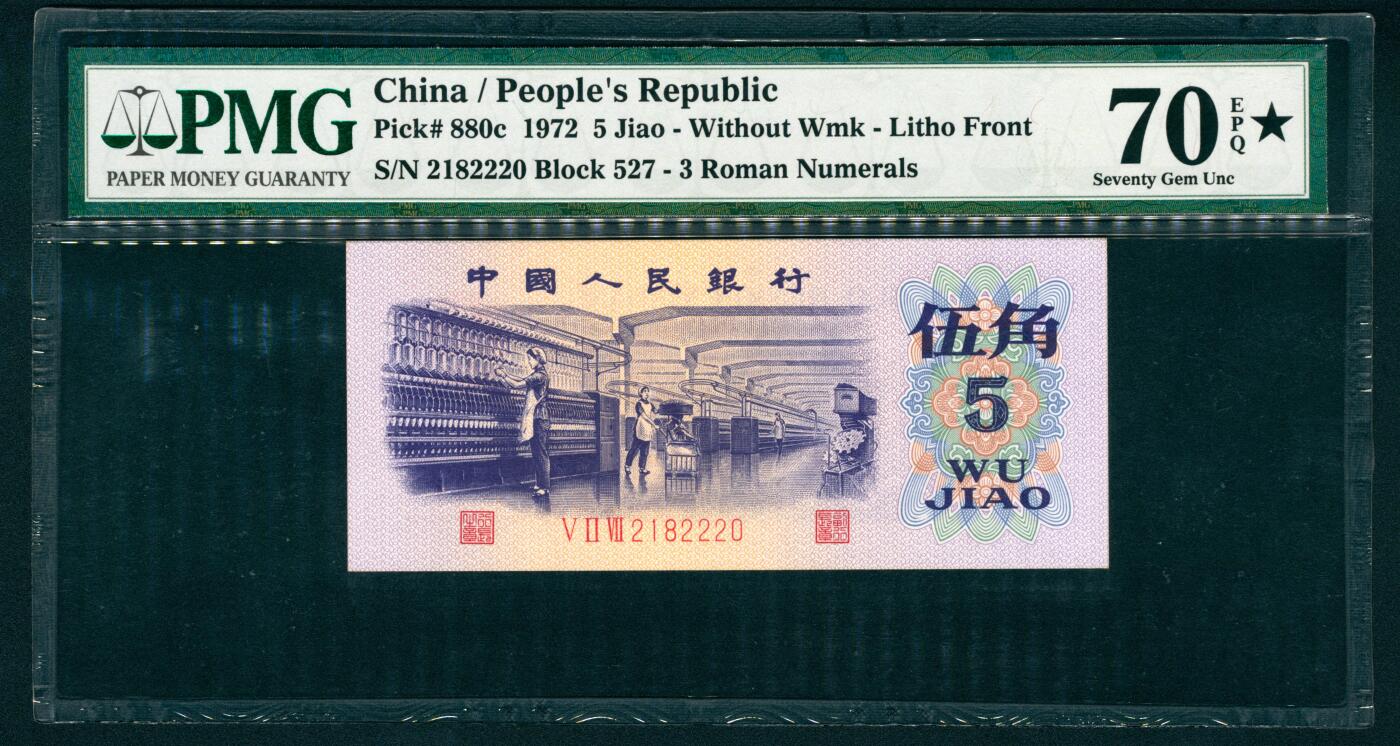 PMG
PAPER MONEY GUARANTY
China / People's Republic
Pick# 880c 1972 5 Jiao - Without Wmk - Litho Front
S/N 2182220 Block 527 - 3 Roman Numerals
70 EPQ ★
Seventy Gem Unc
中國人民銀行
伍角
5
WU
JIAO
V II VII 2182220